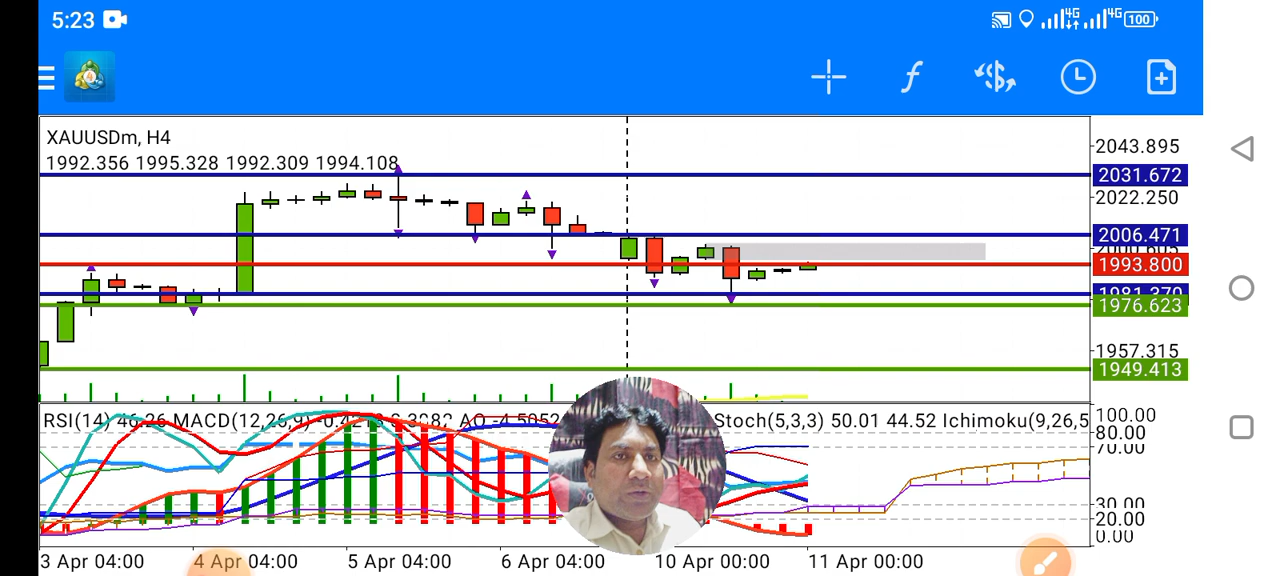 5:23 4G 4G 100
XAUUSDm, H4
1992.356 1995.328 1992.309 1994.108
2043.895
2031.672
2022.250
2006.471
1993.800
1976.623
1957.315
1949.413
RSI(14) 46.26 MACD(12,26,9) AO Stoch(5,3,3) 50.01 44.52 Ichimoku(9,26,5
100.00
80.00
70.00
30.00
20.00
0.00
3 Apr 04:00 4 Apr 04:00 5 Apr 04:00 6 Apr 04:00 10 Apr 00:00 11 Apr 00:00